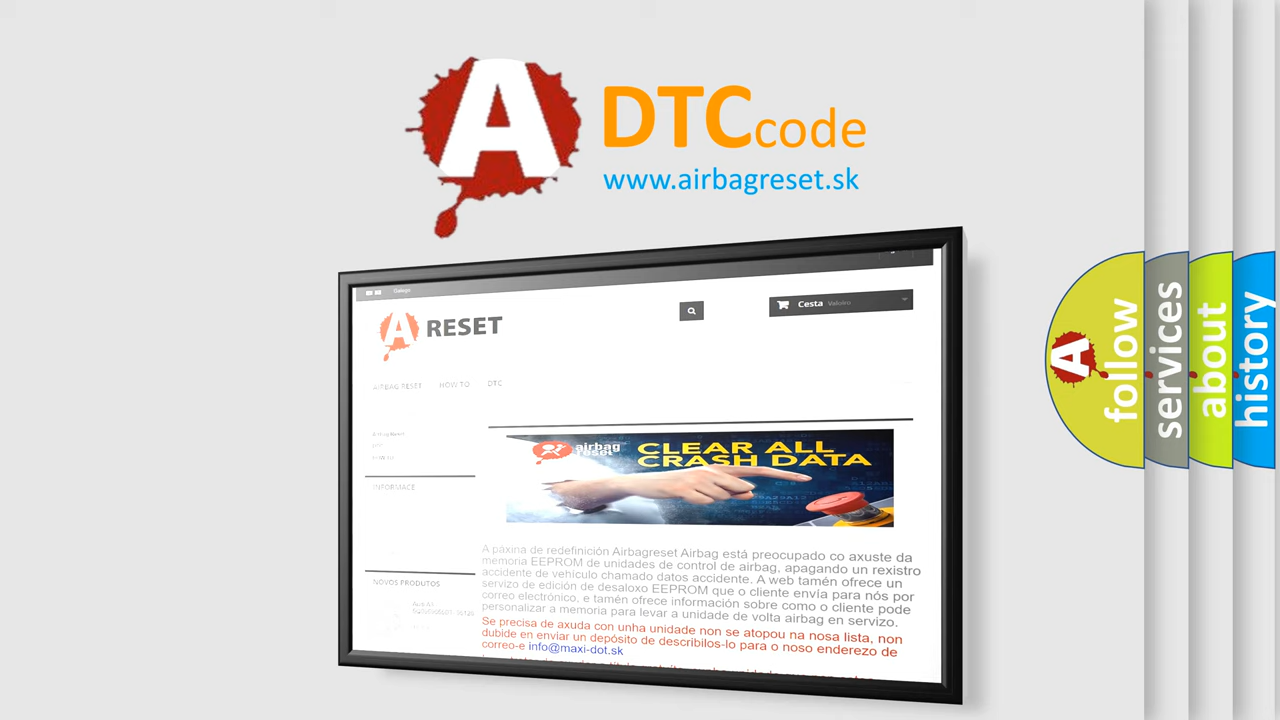 A
DTCcode
www.airbagreset.sk
Galego
A RESET
Cesta Valeiro
AIRBAG RESET HOW TO DTC
INFORMACE
airbag
reset
CLEAR ALL
CRASH DATA
A páxina de redefinición Airbagreset Airbag está preocupado co axuste da
memoria EEPROM de unidades de control de airbag, apagando un rexistro
accidente de vehículo chamado datos accidente. A web tamén ofrece un
servizo de edición de desaloxo EEPROM que o cliente envía para nós por
correo electrónico, e tamén ofrece información sobre como o cliente pode
personalizar a memoria para levar a unidade de volta airbag en servizo.
Se precisa de axuda con unha unidade non se atopou na nosa lista, non
dubide en enviar un depósito de describilos-lo para o noso enderezo de
correo-e info@maxi-dot.sk
NOVOS PRODUTOS
A follow
services
about
history